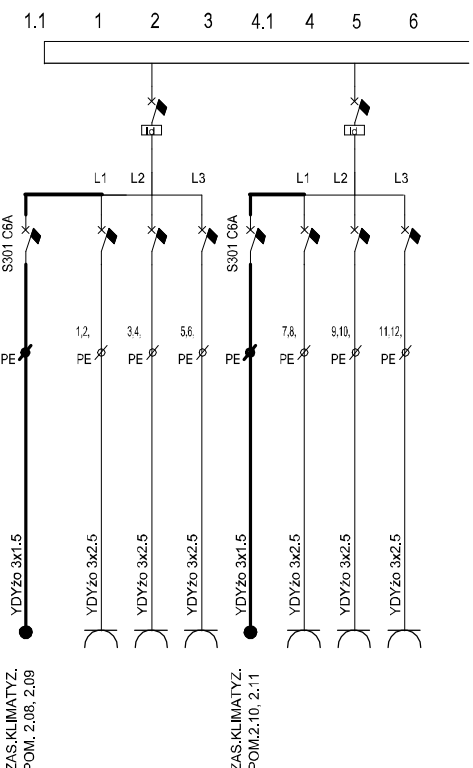 1.1 1 2 3 4.1 4 5 6
Id Id
L1 L2 L3 L1 L2 L3
S301 C6A S301 C6A
1,2, 3,4, 5,6, 7,8, 9,10, 11,12,
PE PE PE PE PE PE PE PE
YDYżo 3x1.5 YDYżo 3x2.5 YDYżo 3x2.5 YDYżo 3x2.5 YDYżo 3x1.5 YDYżo 3x2.5 YDYżo 3x2.5 YDYżo 3x2.5
ZAS.KLIMATYZ.
POM. 2.08, 2.09
ZAS.KLIMATYZ.
POM.2.10, 2.11